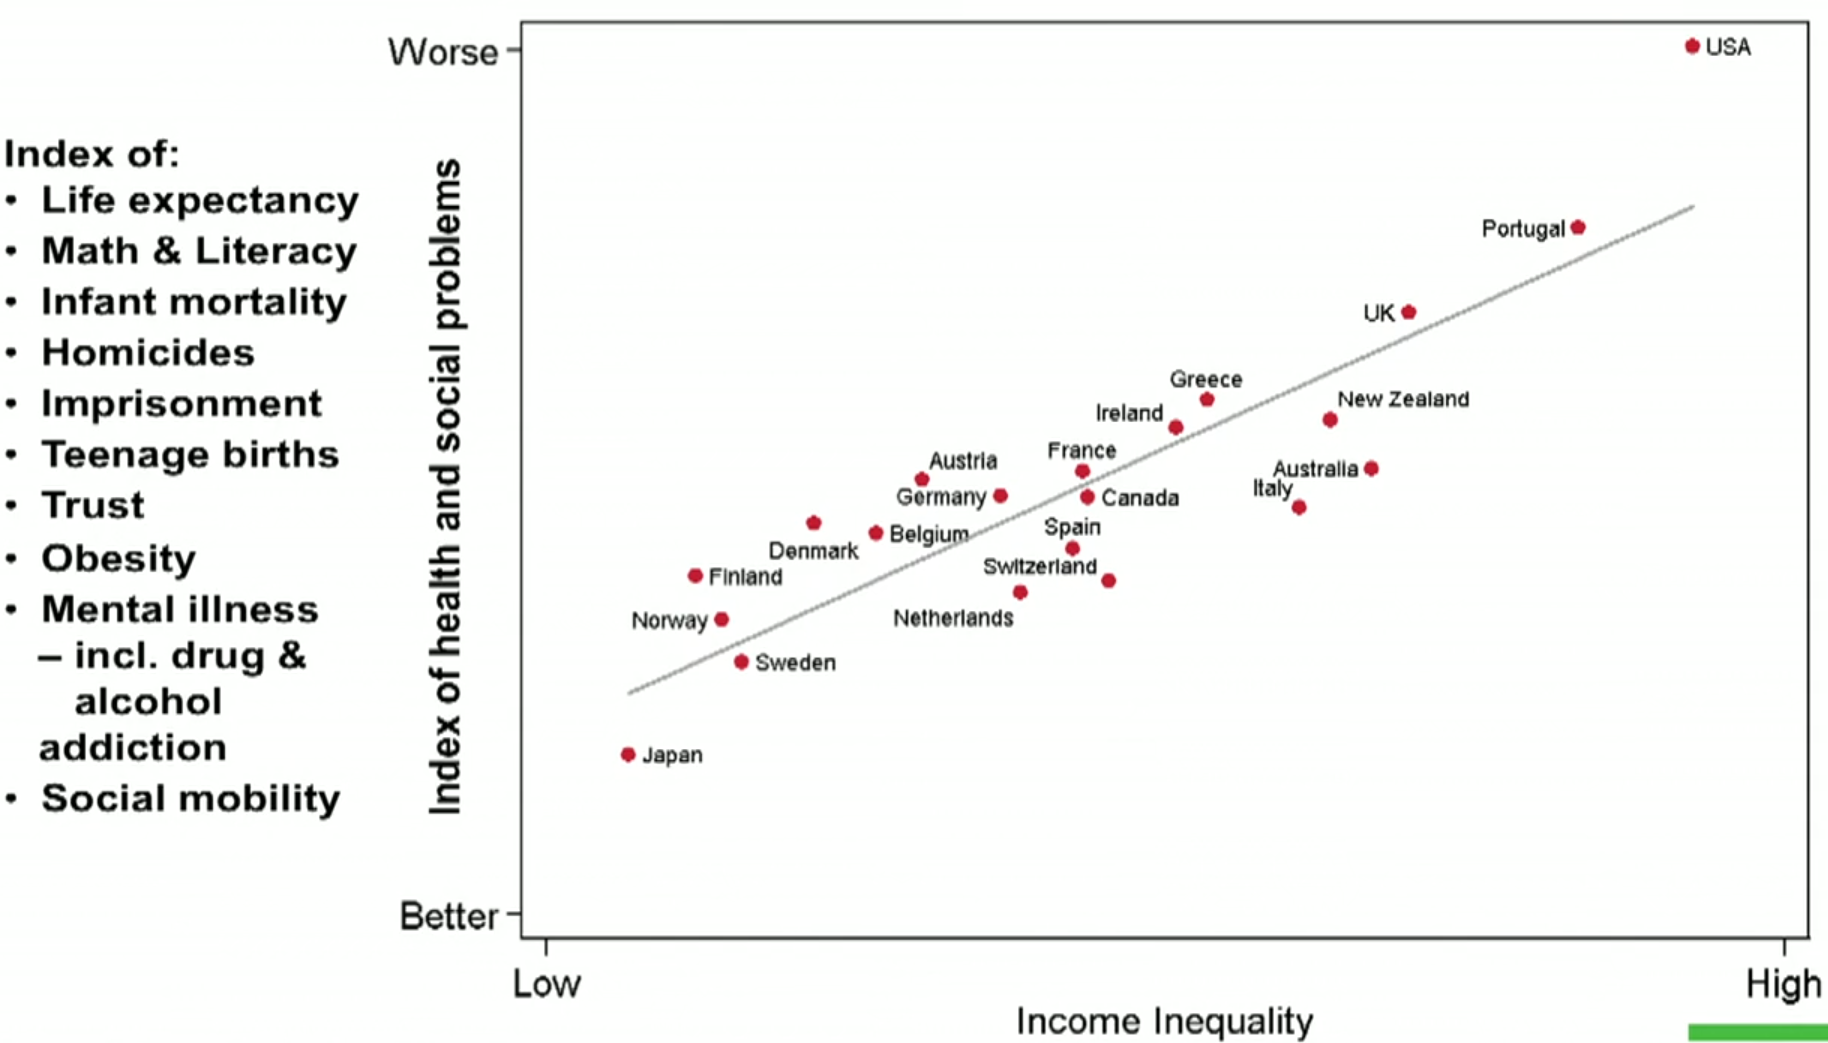 Index of:
• Life expectancy
• Math & Literacy
• Infant mortality
• Homicides
• Imprisonment
• Teenage births
• Trust
• Obesity
• Mental illness
– incl. drug &
alcohol
addiction
• Social mobility
Index of health and social problems
Worse
Better
USA
Portugal
UK
Greece
New Zealand
Ireland
France
Austria
Australia
Italy
Germany
Canada
Spain
Belgium
Denmark
Switzerland
Finland
Netherlands
Norway
Sweden
Japan
Low
High
Income Inequality